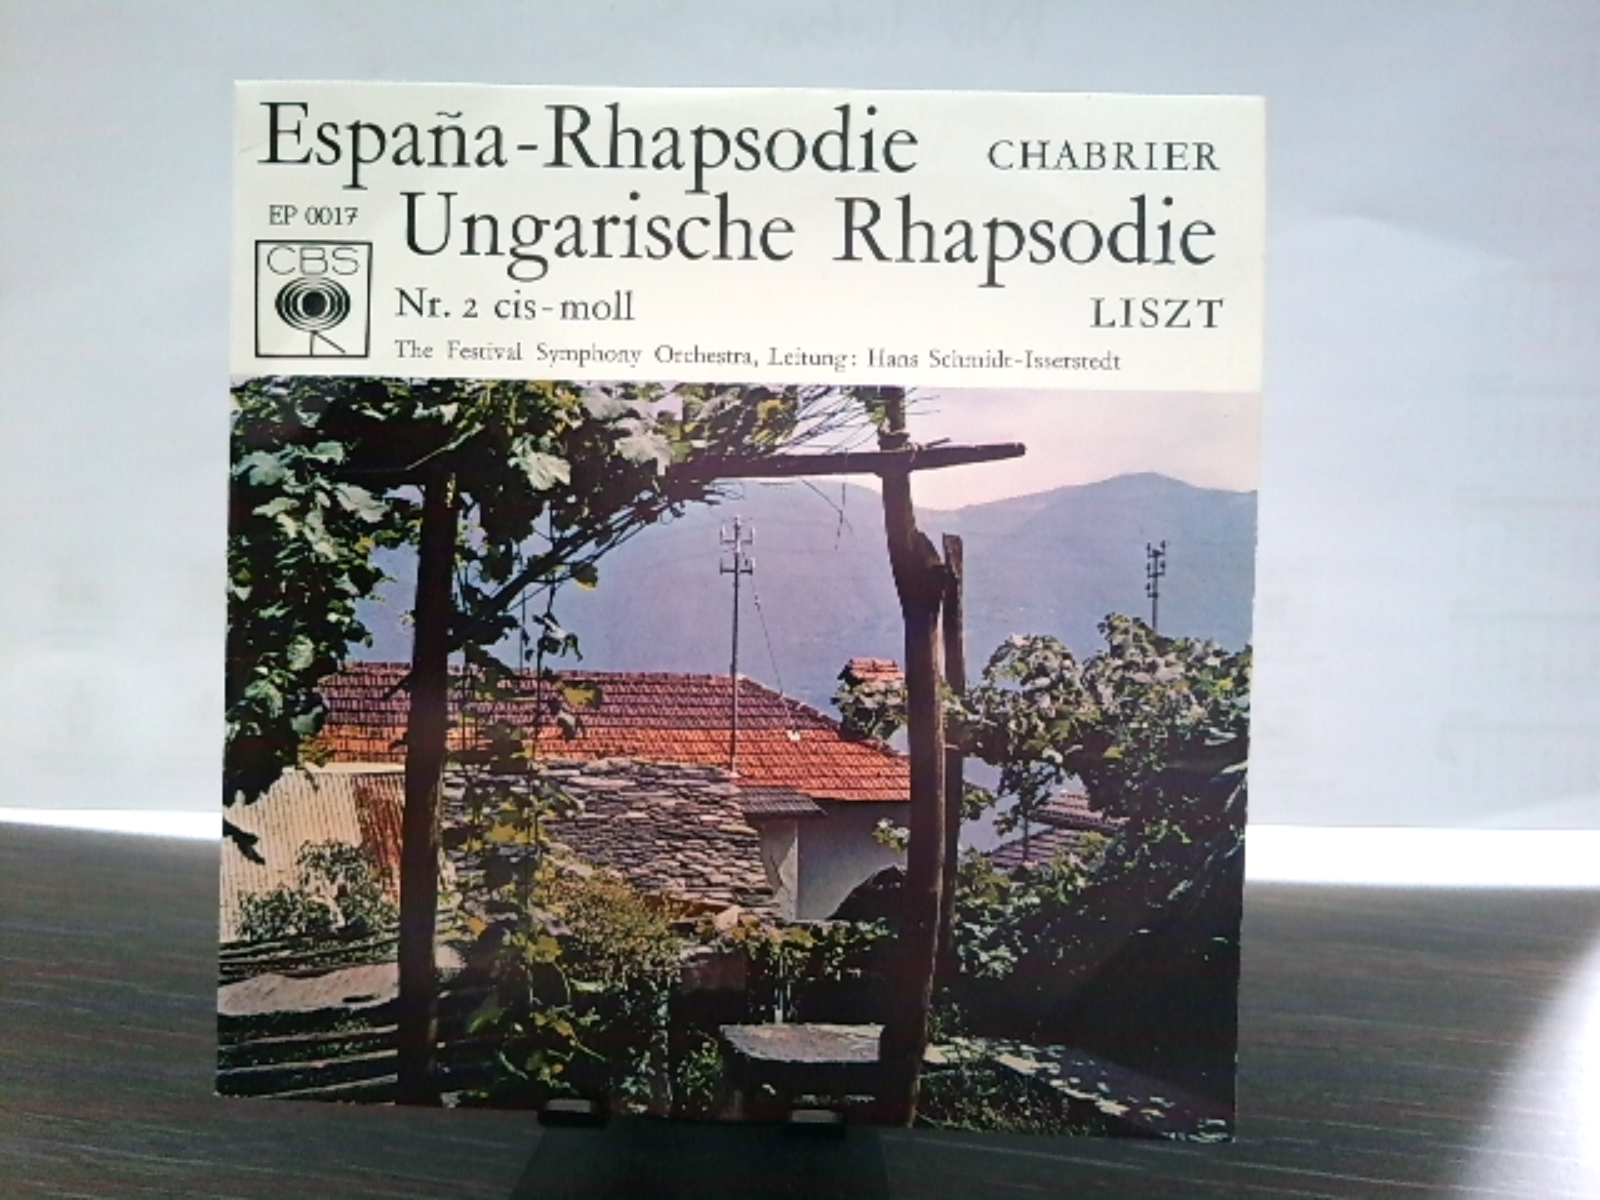 España-Rhapsodie CHABRIER
EP 0017
Ungarische Rhapsodie
CBS
Nr. 2 cis-moll LISZT
The Festival Symphony Orchestra, Leitung: Hans Schmidt-Isserstedt